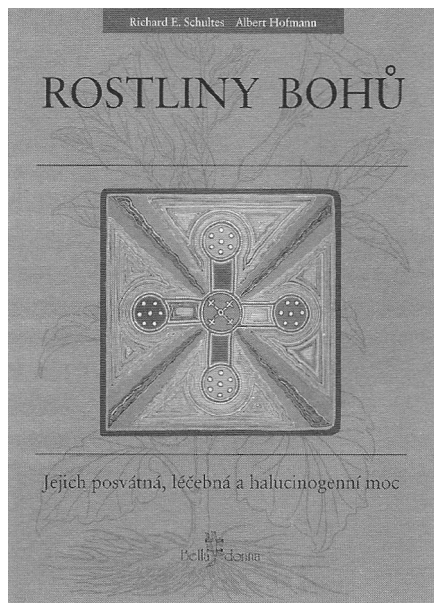 Richard E. Schultes Albert Hofmann
ROSTLINY BOHŮ
Jejich posvátná, léčebná a halucinogenní moc
Bella donna